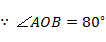 ∵ ∠AOB = 80°